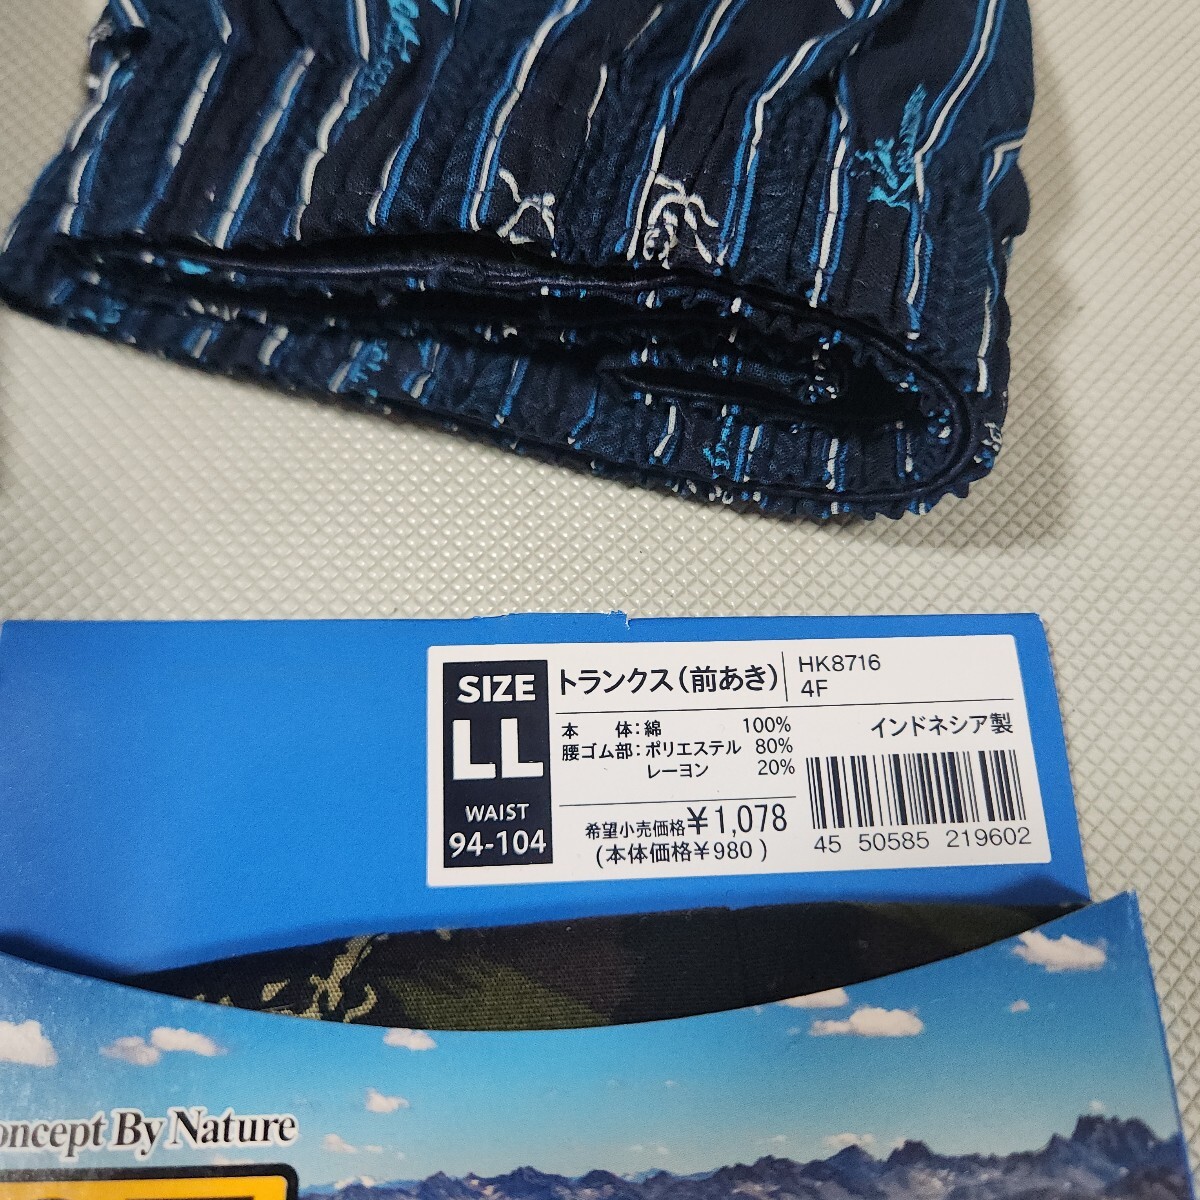 SIZE
LL
WAIST
94-104
トランクス(前あき)
HK8716
4F
本 体:綿 100%
腰ゴム部:ポリエステル 80%
レーヨン 20%
インドネシア製
希望小売価格¥1,078
(本体価格¥980)
45 50585 219602
oncept By Nature